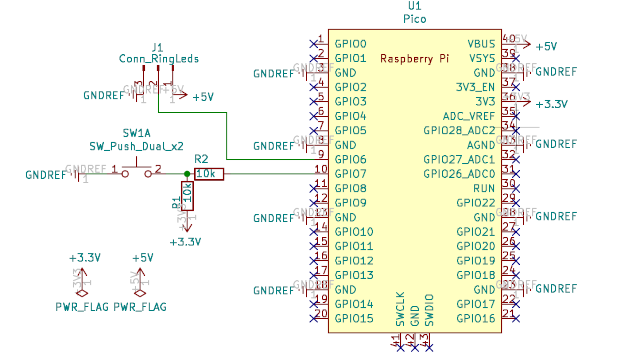 U1
Pico
Raspberry Pi
1 GPIO0
2 GPIO1
3 GND
4 GPIO2
5 GPIO3
6 GPIO4
7 GPIO5
8 GND
9 GPIO6
10 GPIO7
11 GPIO8
12 GPIO9
13 GND
14 GPIO10
15 GPIO11
16 GPIO12
17 GPIO13
18 GND
19 GPIO14
20 GPIO15
VBUS 40
VSYS 39
GND 38
3V3_EN 37
3V3 36
ADC_VREF 35
GPIO28_ADC2 34
AGND 33
GPIO27_ADC1 32
GPIO26_ADC0 31
RUN 30
GPIO22 29
GND 28
GPIO21 27
GPIO20 26
GPIO19 25
GPIO18 24
GND 23
GPIO17 22
GPIO16 21
SWCLK 41
GND 42
SWDIO 43
GNDREF
GNDREF
GNDREF
GNDREF
+5V
GNDREF
+3.3V
GNDREF
GNDREF
GNDREF
J1
Conn_RingLeds
3 2 1
GNDREF
+5V
SW1A
SW_Push_Dual_x2
GNDREF
1 2
R2
10k
R1
10k
+3.3V
+3.3V
+5V
PWR_FLAG
PWR_FLAG